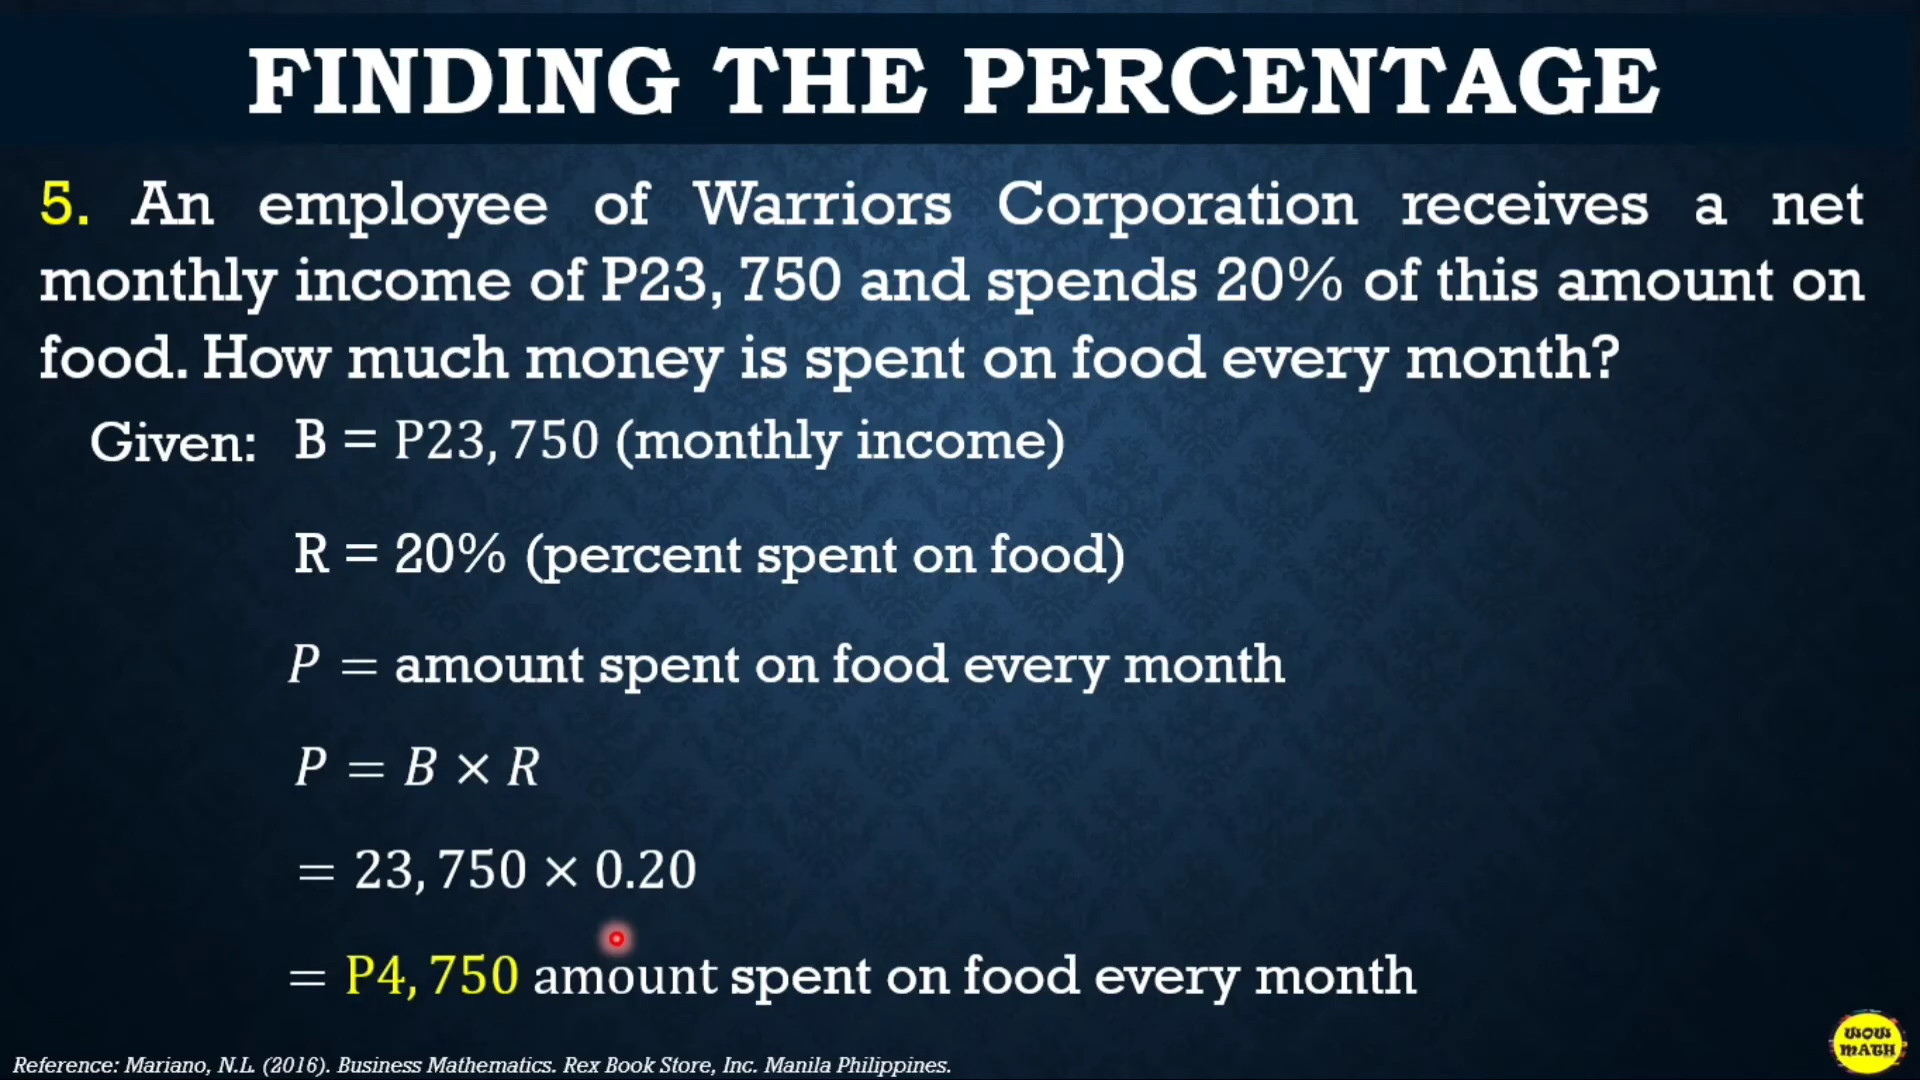 FINDING THE PERCENTAGE
5. An employee of Warriors Corporation receives a net
monthly income of P23, 750 and spends 20% of this amount on
food. How much money is spent on food every month?
Given: B = P23, 750 (monthly income)
R = 20% (percent spent on food)
P = amount spent on food every month
P = B × R
= 23, 750 × 0.20
= P4, 750 amount spent on food every month
WOW
MATH
Reference: Mariano, N.L. (2016). Business Mathematics. Rex Book Store, Inc. Manila Philippines.